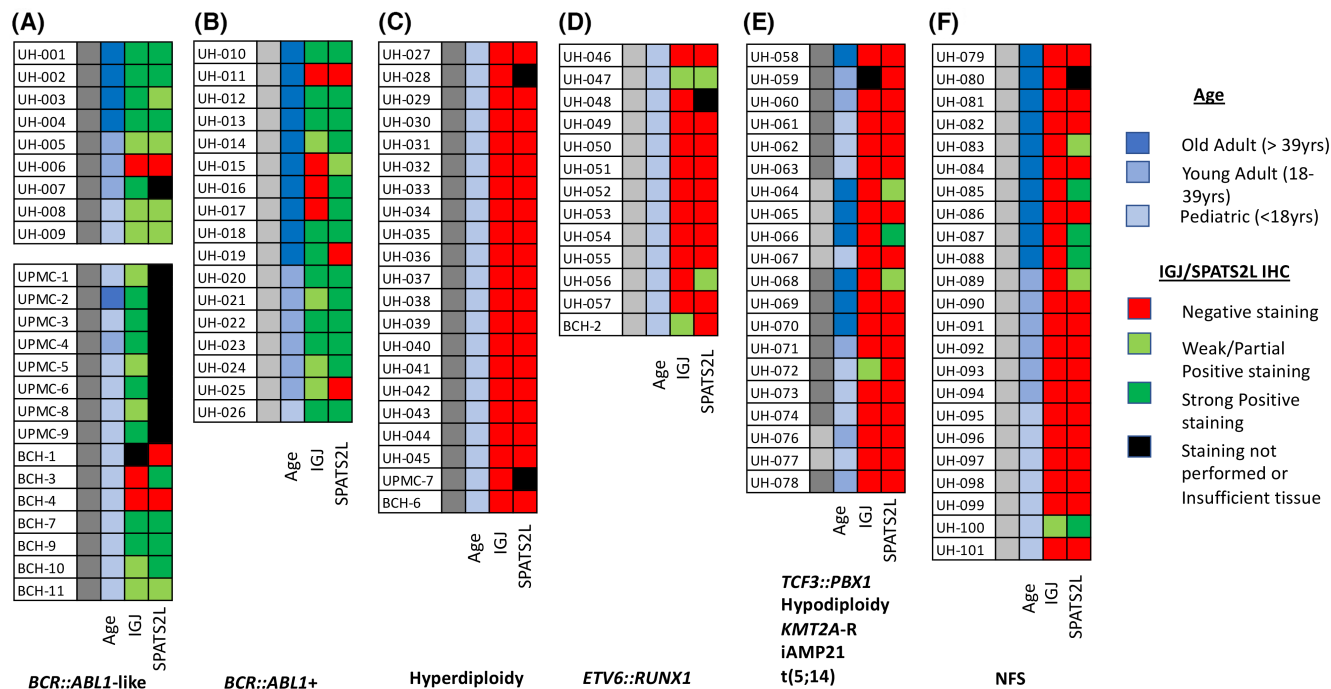 (A)
UH-001
UH-002
UH-003
UH-004
UH-005
UH-006
UH-007
UH-008
UH-009
UPMC-1
UPMC-2
UPMC-3
UPMC-4
UPMC-5
UPMC-6
UPMC-8
UPMC-9
BCH-1
BCH-3
BCH-4
BCH-7
BCH-9
BCH-10
BCH-11
Age
IGJ
SPATS2L
BCR::ABL1-like
(B)
UH-010
UH-011
UH-012
UH-013
UH-014
UH-015
UH-016
UH-017
UH-018
UH-019
UH-020
UH-021
UH-022
UH-023
UH-024
UH-025
UH-026
Age
IGJ
SPATS2L
BCR::ABL1+
(C)
UH-027
UH-028
UH-029
UH-030
UH-031
UH-032
UH-033
UH-034
UH-035
UH-036
UH-037
UH-038
UH-039
UH-040
UH-041
UH-042
UH-043
UH-044
UH-045
UPMC-7
BCH-6
Age
IGJ
SPATS2L
Hyperdiploidy
(D)
UH-046
UH-047
UH-048
UH-049
UH-050
UH-051
UH-052
UH-053
UH-054
UH-055
UH-056
UH-057
BCH-2
Age
IGJ
SPATS2L
ETV6::RUNX1
(E)
UH-058
UH-059
UH-060
UH-061
UH-062
UH-063
UH-064
UH-065
UH-066
UH-067
UH-068
UH-069
UH-070
UH-071
UH-072
UH-073
UH-074
UH-076
UH-077
UH-078
Age
IGJ
SPATS2L
TCF3::PBX1
Hypodiploidy
KMT2A-R
iAMP21
t(5;14)
(F)
UH-079
UH-080
UH-081
UH-082
UH-083
UH-084
UH-085
UH-086
UH-087
UH-088
UH-089
UH-090
UH-091
UH-092
UH-093
UH-094
UH-095
UH-096
UH-097
UH-098
UH-099
UH-100
UH-101
Age
IGJ
SPATS2L
NFS
Age
Old Adult (> 39yrs)
Young Adult (18-
39yrs)
Pediatric (<18yrs)
IGJ/SPATS2L IHC
Negative staining
Weak/Partial
Positive staining
Strong Positive
staining
Staining not
performed or
Insufficient tissue